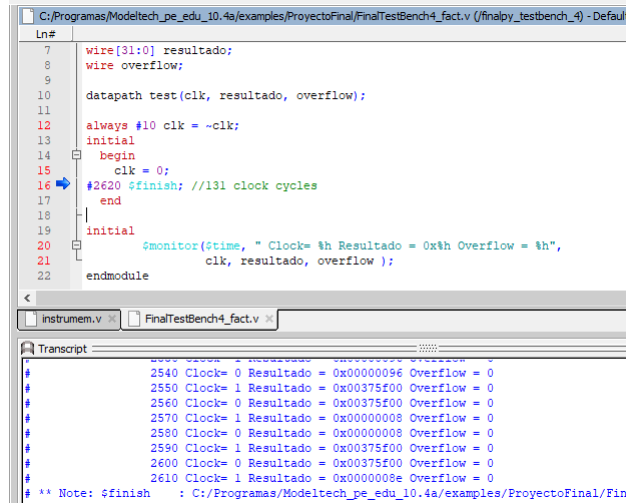 C:/Programas/Modeltech_pe_edu_10.4a/examples/ProyectoFinal/FinalTestBench4_fact.v (/finalpy_testbench_4) - Default
Ln#
7 wire[31:0] resultado;
8 wire overflow;
9
10 datapath test(clk, resultado, overflow);
11
12 always #10 clk = ~clk;
13 initial
14 begin
15 clk = 0;
16 #2620 $finish; //131 clock cycles
17 end
18
19 initial
20 $monitor($time, " Clock= %h Resultado = 0x%h Overflow = %h",
21 clk, resultado, overflow );
22 endmodule
instrumem.v
FinalTestBench4_fact.v
Transcript
# 2540 Clock= 0 Resultado = 0x00000096 Overflow = 0
# 2550 Clock= 1 Resultado = 0x00375f00 Overflow = 0
# 2560 Clock= 0 Resultado = 0x00375f00 Overflow = 0
# 2570 Clock= 1 Resultado = 0x00000008 Overflow = 0
# 2580 Clock= 0 Resultado = 0x00000008 Overflow = 0
# 2590 Clock= 1 Resultado = 0x00375f00 Overflow = 0
# 2600 Clock= 0 Resultado = 0x00375f00 Overflow = 0
# 2610 Clock= 1 Resultado = 0x0000008e Overflow = 0
# ** Note: $finish : C:/Programas/Modeltech_pe_edu_10.4a/examples/ProyectoFinal/Fin